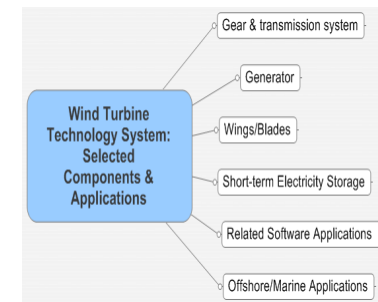 Gear & transmission system
Generator
Wind Turbine
Technology System:
Selected
Components &
Applications
Wings/Blades
Short-term Electricity Storage
Related Software Applications
Offshore/Marine Applications